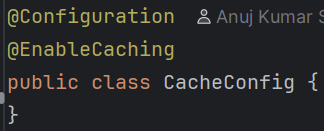 @Configuration Anuj Kumar S
@EnableCaching
public class CacheConfig {
}